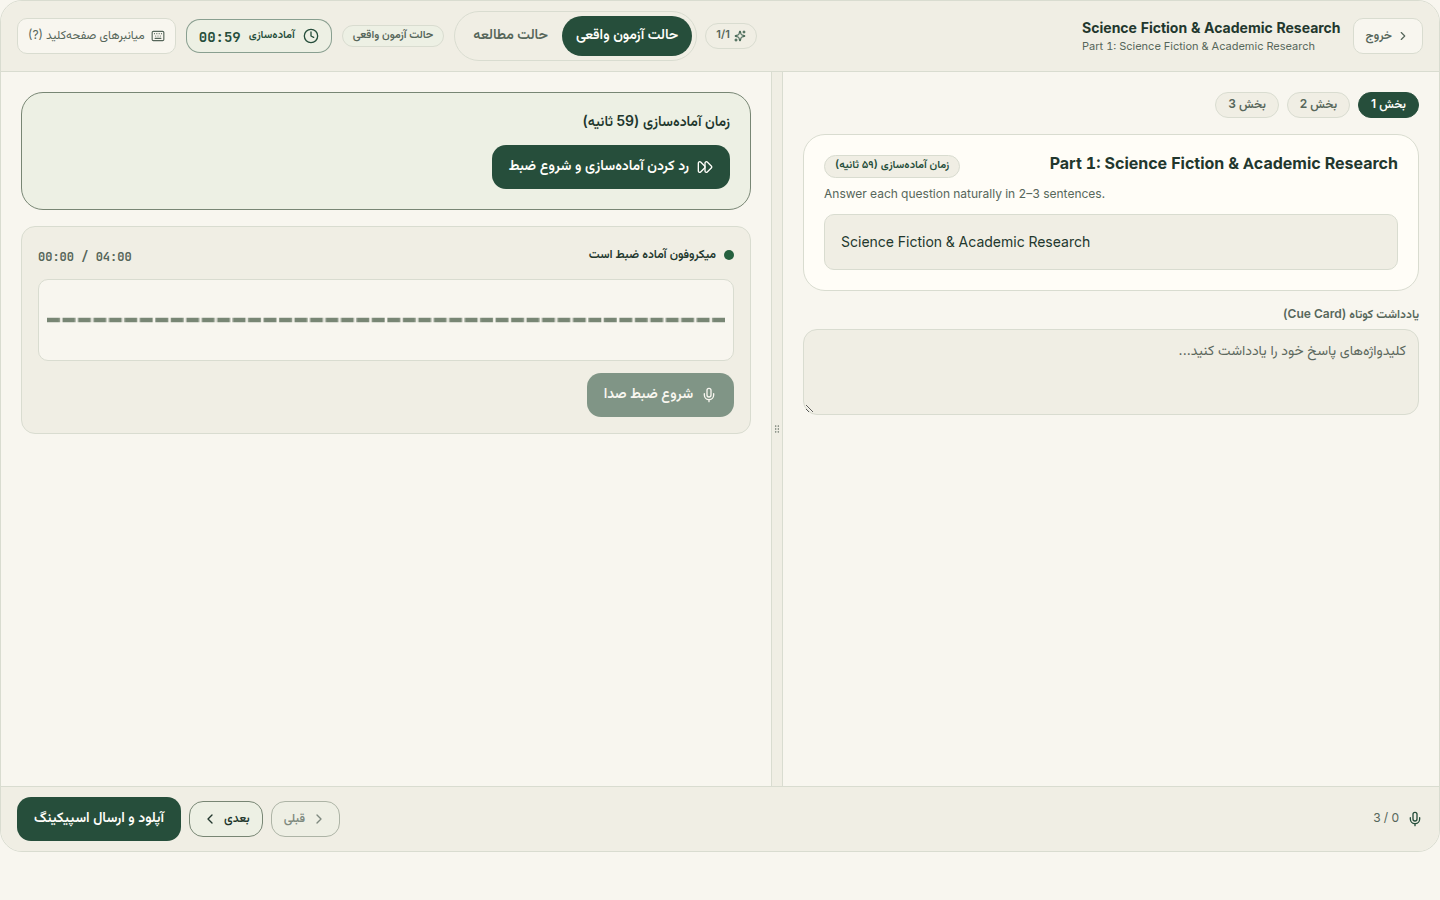 خروج
Science Fiction & Academic Research
Part 1: Science Fiction & Academic Research
1/1
حالت آزمون واقعی
حالت مطالعه
حالت آزمون واقعی
آماده‌سازی
00:59
میانبرهای صفحه‌کلید (?)
بخش 1
بخش 2
بخش 3
Part 1: Science Fiction & Academic Research
زمان آماده‌سازی (۵۹ ثانیه)
Answer each question naturally in 2–3 sentences.
Science Fiction & Academic Research
یادداشت کوتاه (Cue Card)
کلیدواژه‌های پاسخ خود را یادداشت کنید...
زمان آماده‌سازی (59 ثانیه)
رد کردن آماده‌سازی و شروع ضبط
میکروفون آماده ضبط است
00:00 / 04:00
شروع ضبط صدا
3 / 0
قبلی
بعدی
آپلود و ارسال اسپیکینگ